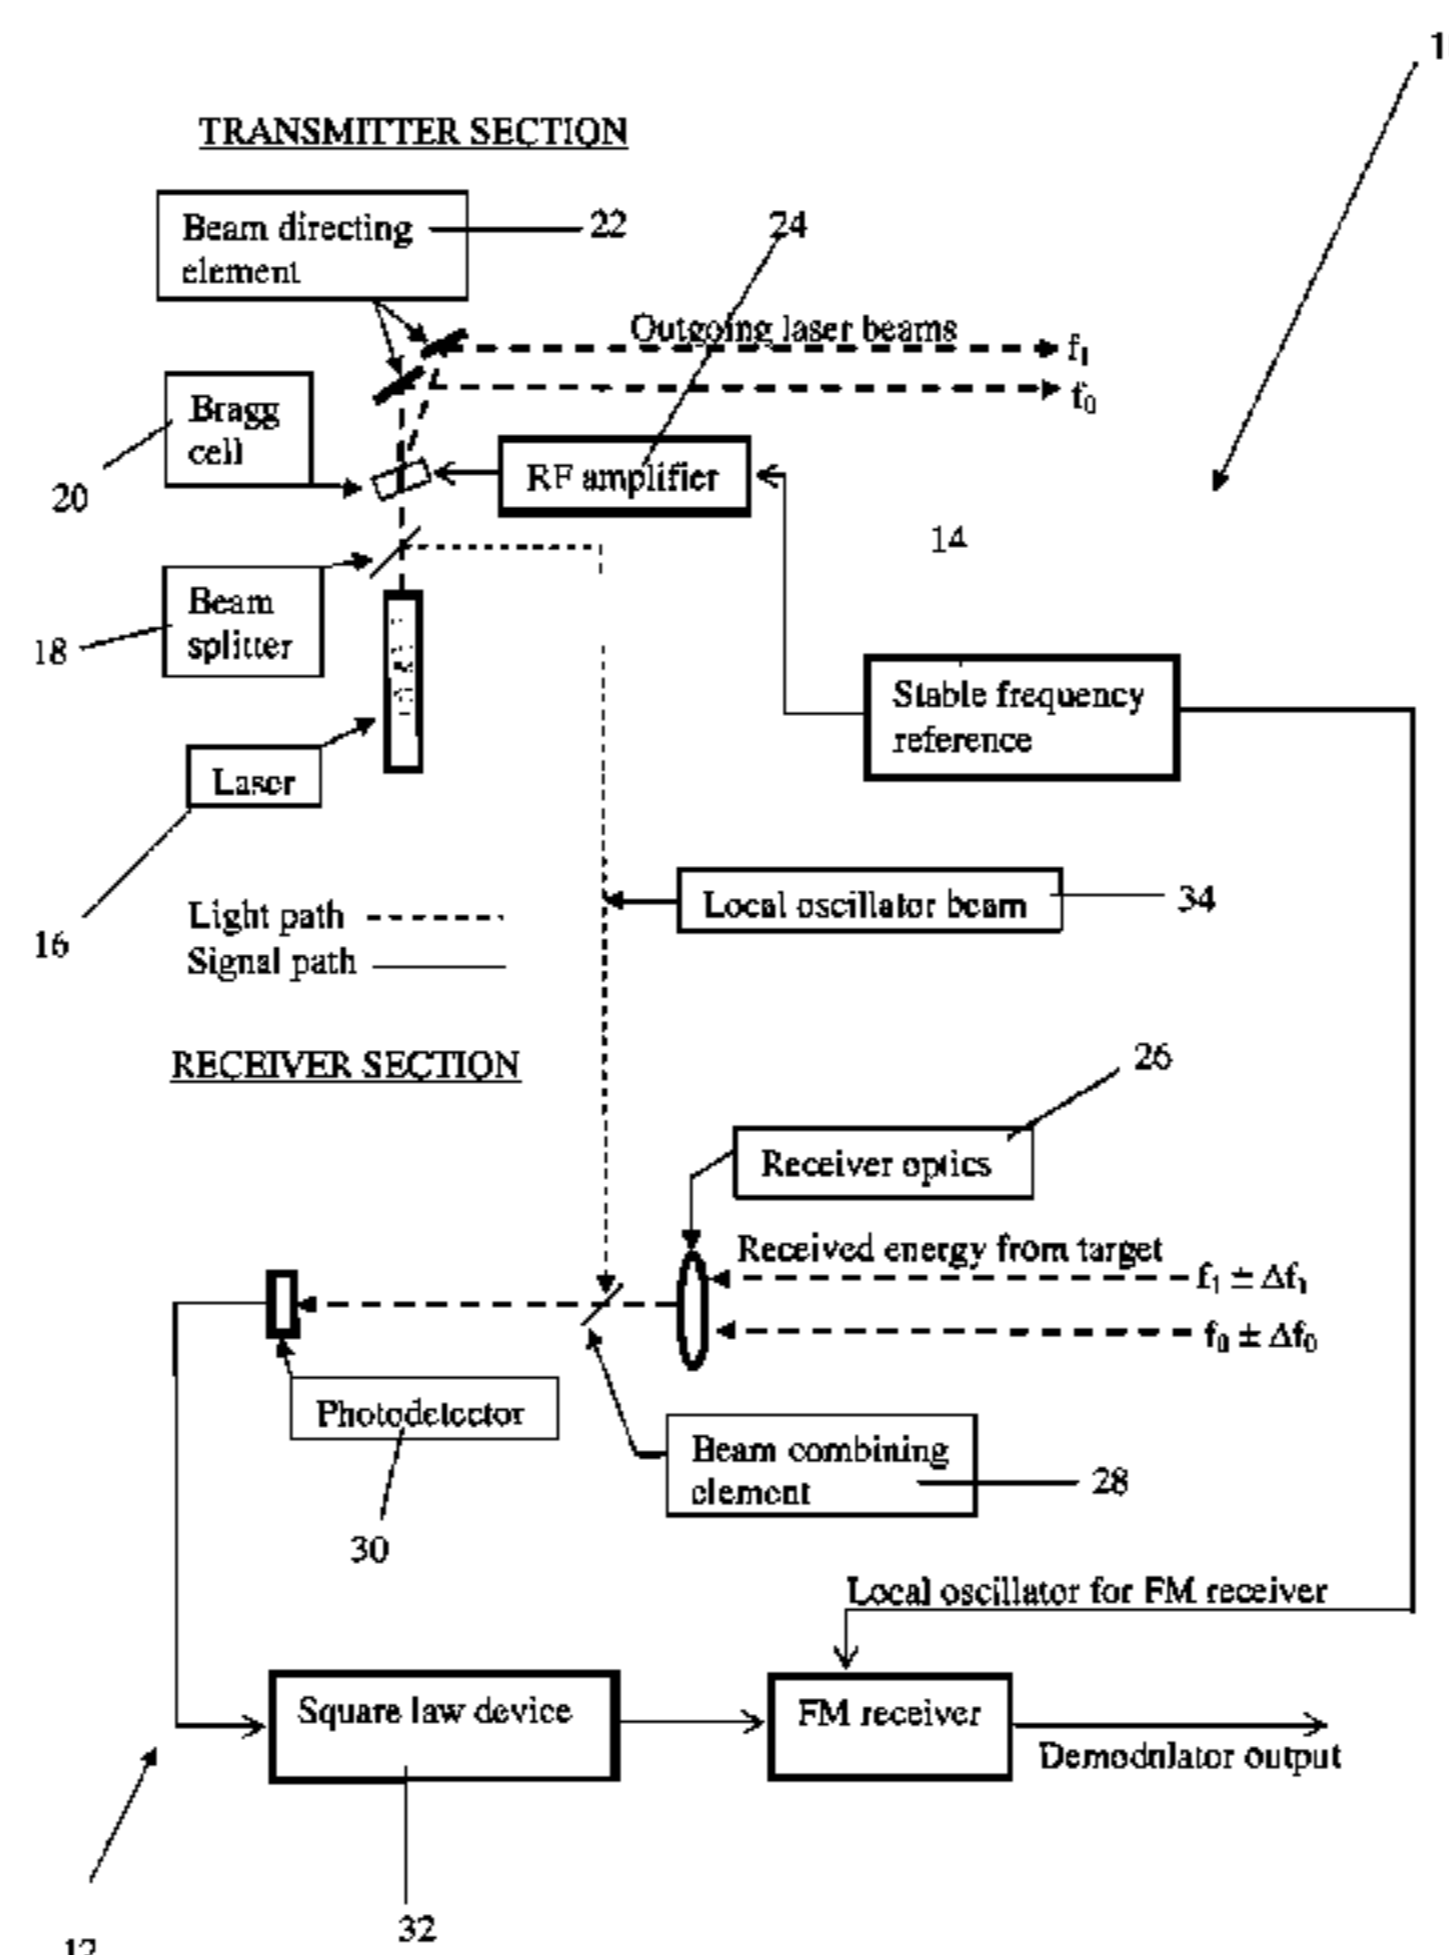 1
TRANSMITTER SECTION
Beam directing
element
22
24
Outgoing laser beams
f₁
f₀
Bragg
cell
20
RF amplifier
14
Beam
splitter
18
Stable frequency
reference
Laser
16
Local oscillator beam
34
Light path
Signal path
RECEIVER SECTION
26
Receiver optics
Received energy from target
f₁ ± Δf₁
f₀ ± Δf₀
Photodetector
30
Beam combining
element
28
Local oscillator for FM receiver
Square law device
FM receiver
Demodulator output
32
12